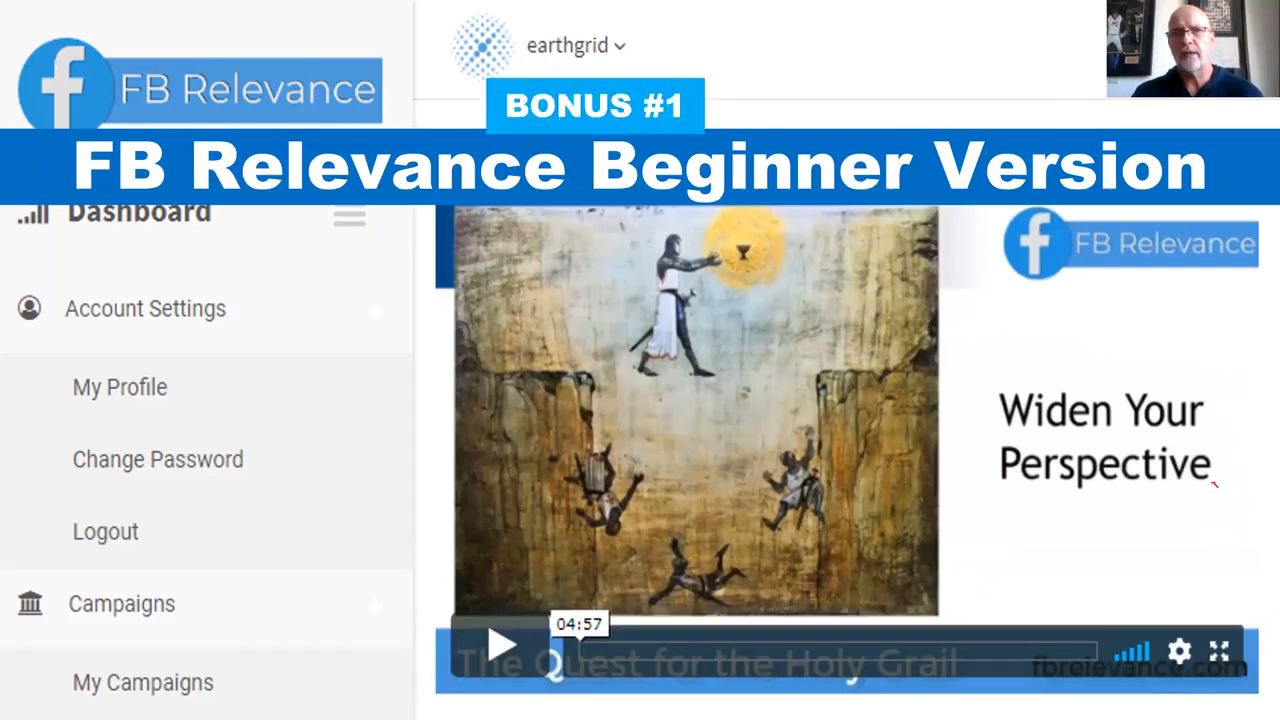 FB Relevance
earthgrid
BONUS #1
FB Relevance Beginner Version
Dashboard
FB Relevance
Account Settings
My Profile
Widen Your
Perspective
Change Password
Logout
Campaigns
04:57
The Quest for the Holy Grail
fbrelevance.com
My Campaigns